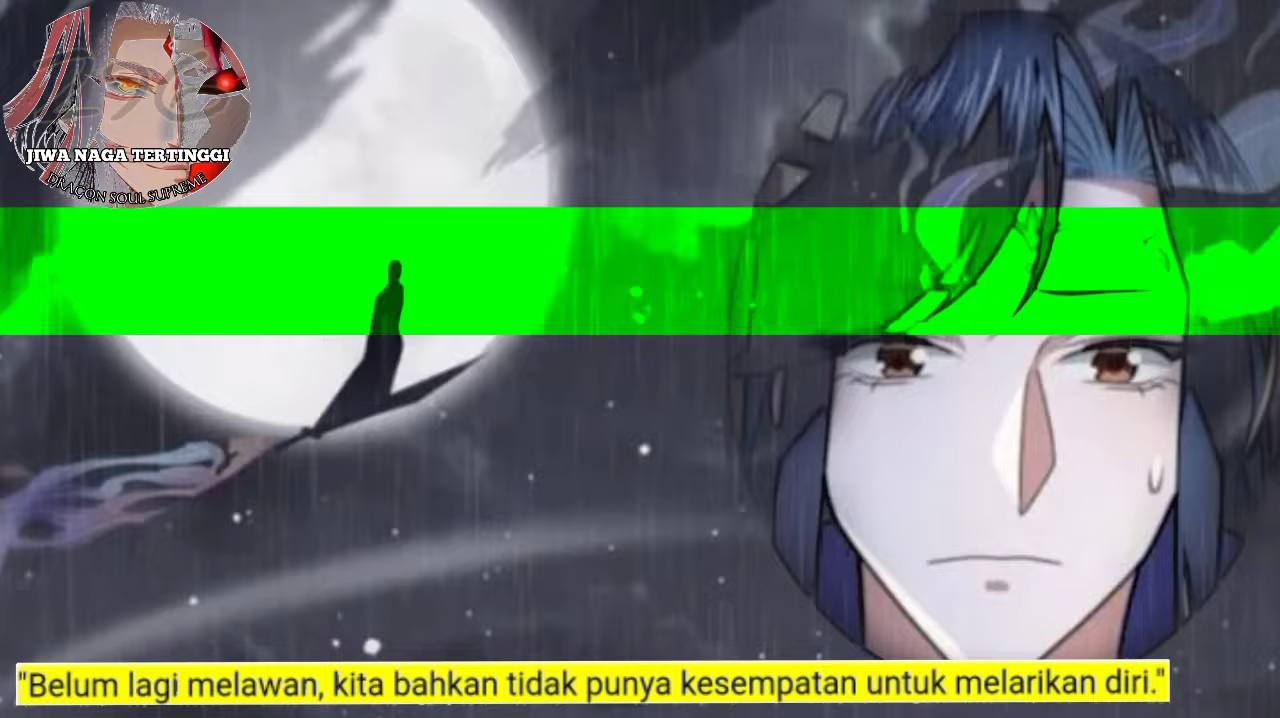 JIWA NAGA TERTINGGI
DRAGON SOUL SUPREME
"Belum lagi melawan, kita bahkan tidak punya kesempatan untuk melarikan diri."